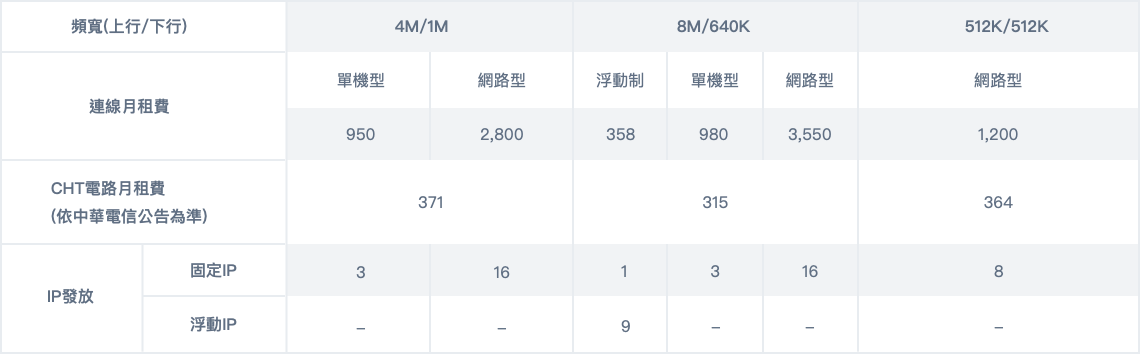 頻寬(上行/下行) 4M/1M 8M/640K 512K/512K
連線月租費 單機型 網路型 浮動制 單機型 網路型 網路型
950 2,800 358 980 3,550 1,200
CHT電路月租費
(依中華電信公告為準) 371 315 364
IP發放 固定IP 3 16 1 3 16 8
浮動IP – – 9 – – –